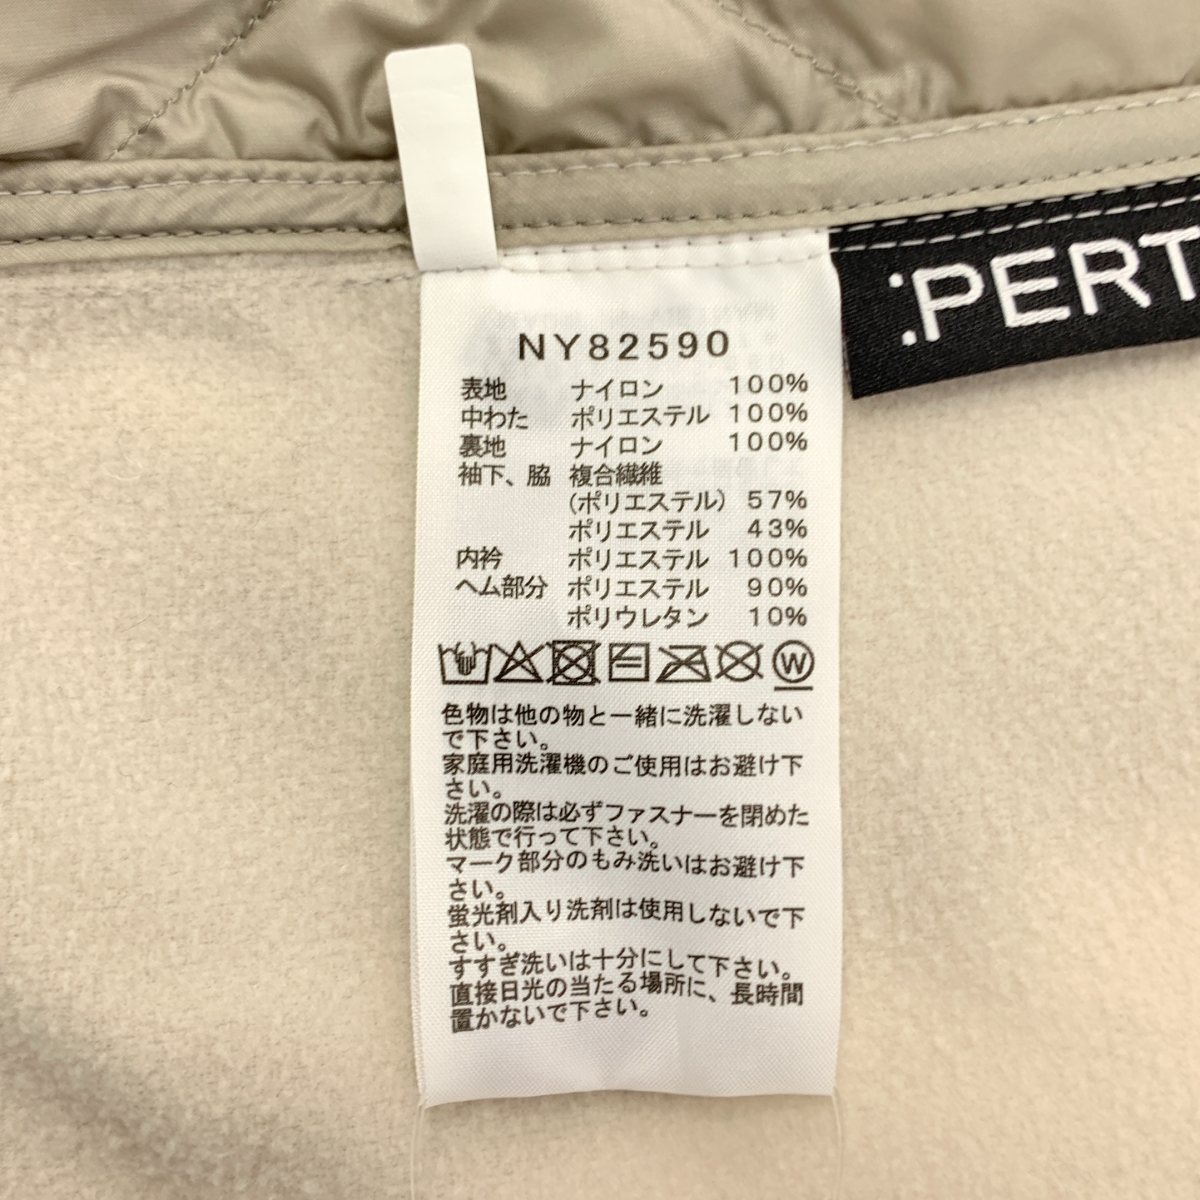 NY82590
表地 ナイロン 100%
中わた ポリエステル 100%
裏地 ナイロン 100%
袖下、脇 複合繊維
(ポリエステル) 57%
ポリエステル 43%
内衿 ポリエステル 100%
ヘム部分 ポリエステル 90%
ポリウレタン 10%
W
色物は他の物と一緒に洗濯しない
で下さい。
家庭用洗濯機のご使用はお避け下
さい。
洗濯の際は必ずファスナーを閉めた
状態で行って下さい。
マーク部分のもみ洗いはお避け下
さい。
蛍光剤入り洗剤は使用しないで下
さい。
すすぎ洗いは十分にして下さい。
直接日光の当たる場所に、長時間
置かないで下さい。
PERT